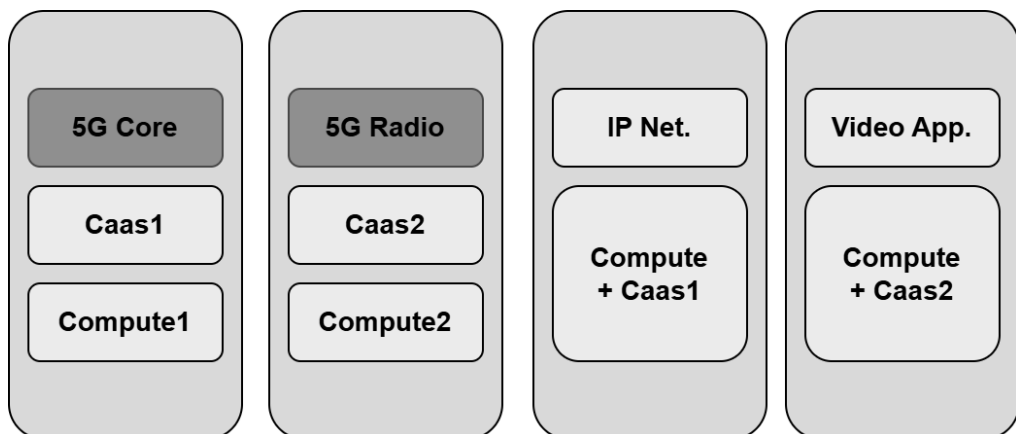 5G Core
Caas1
Compute1
5G Radio
Caas2
Compute2
IP Net.
Compute
+ Caas1
Video App.
Compute
+ Caas2